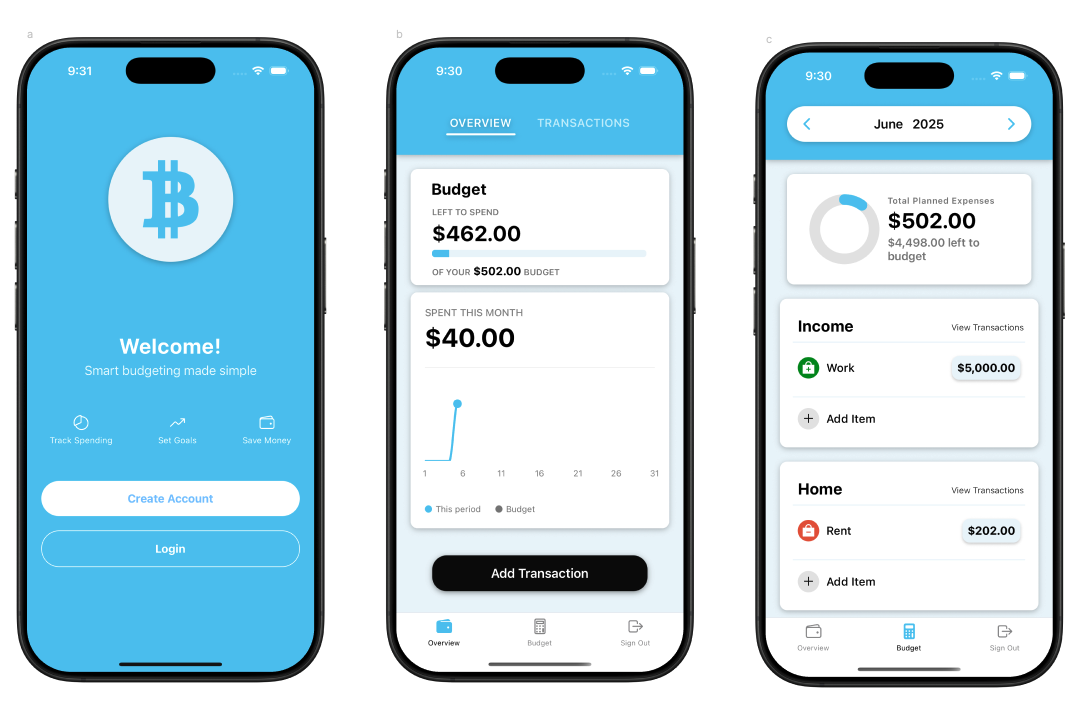 a
9:31
Welcome!
Smart budgeting made simple
Track Spending
Set Goals
Save Money
Create Account
Login
b
9:30
OVERVIEW
TRANSACTIONS
Budget
LEFT TO SPEND
$462.00
OF YOUR $502.00 BUDGET
SPENT THIS MONTH
$40.00
1 6 11 16 21 26 31
This period
Budget
Add Transaction
Overview
Budget
Sign Out
c
9:30
June 2025
Total Planned Expenses
$502.00
$4,498.00 left to
budget
Income
View Transactions
Work
$5,000.00
Add Item
Home
View Transactions
Rent
$202.00
Add Item
Overview
Budget
Sign Out